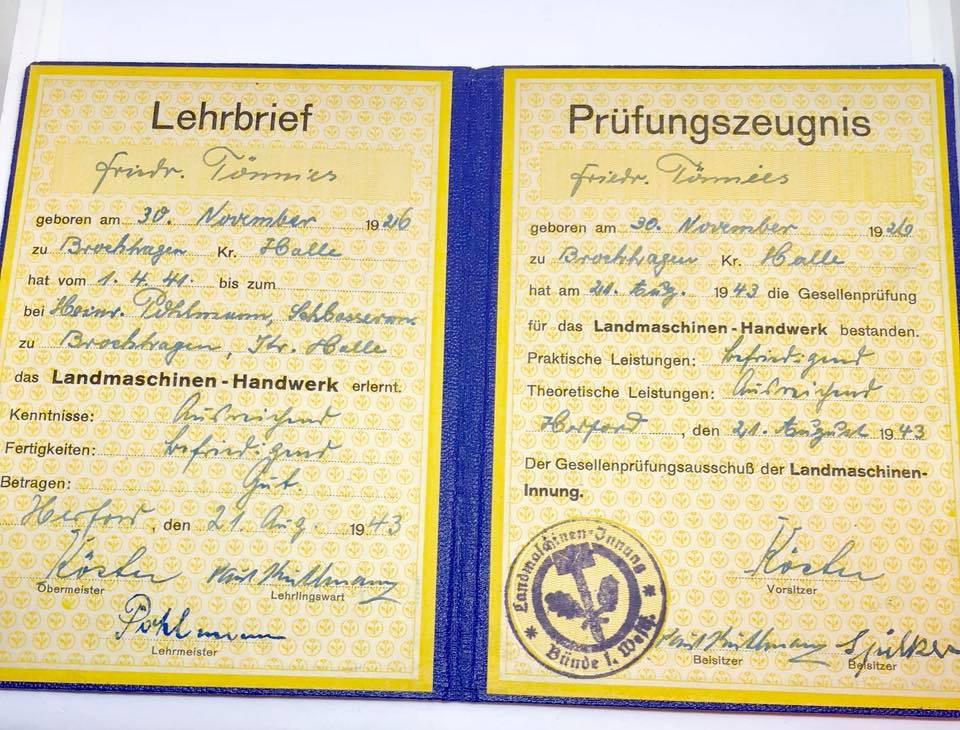 Lehrbrief
Friedr. Tönnies
geboren am 30. November 1926
zu Brockhagen Kr. Halle
hat vom 1.4.41. bis zum
bei Heinr. Pohlmann, Schlosserm.
zu Brockhagen, Kr. Halle
das Landmaschinen-Handwerk erlernt.
Kenntnisse: Ausreichend
Fertigkeiten: befriedigend
Betragen: Gut.
Herford, den 21. Aug. 1943
Köster
Obermeister
Lehrlingswart
Pohlmann
Lehrmeister
Prüfungszeugnis
Friedr. Tönnies
geboren am 30. November 1926
zu Brockhagen Kr. Halle
hat am 21. Aug. 1943 die Gesellenprüfung
für das Landmaschinen-Handwerk bestanden.
Praktische Leistungen: befriedigend
Theoretische Leistungen: Ausreichend
Herford, den 21. August 1943
Der Gesellenprüfungsausschuß der Landmaschinen-
Innung.
Landmaschinen-Innung
Bünde i. Westf.
Köster
Vorsitzer
Spilker
Beisitzer
Beisitzer